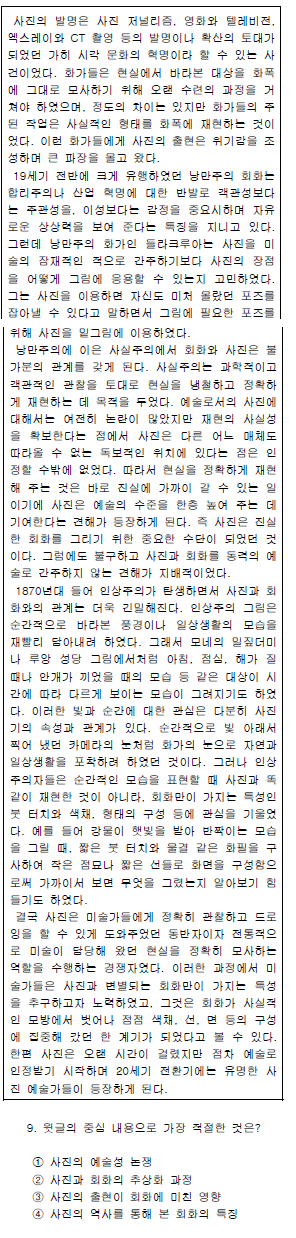 사진의 발명은 사진 저널리즘, 영화와 텔레비전,
엑스레이와 CT 촬영 등의 발명이나 확산의 토대가
되었던 가히 시각 문화의 혁명이라 할 수 있는 사
건이었다. 화가들은 현실에서 바라본 대상을 화폭
에 그대로 모사하기 위해 오랜 수련의 과정을 거
쳐야 하였으며, 정도의 차이는 있지만 화가들의 주
된 작업은 사실적인 형태를 화폭에 재현하는 것이
었다. 이런 화가들에게 사진의 출현은 위기감을 조
성하며 큰 파장을 몰고 왔다.
19세기 전반에 크게 유행하였던 낭만주의 회화는
합리주의나 산업 혁명에 대한 반발로 객관성보다
는 주관성을, 이성보다는 감정을 중요시하며 자유
로운 상상력을 보여 준다는 특징을 지니고 있다.
그런데 낭만주의 화가인 들라크루아는 사진을 미
술의 잠재적인 적으로 간주하기보다 사진의 장점
을 어떻게 그림에 응용할 수 있는지 고민하였다.
그는 사진을 이용하면 자신도 미처 몰랐던 포즈를
잡아낼 수 있다고 말하면서 그림에 필요한 포즈를
위해 사진을 밑그림에 이용하였다.
낭만주의에 이은 사실주의에서 회화와 사진은 불
가분의 관계를 갖게 된다. 사실주의는 과학적이고
객관적인 관찰을 토대로 현실을 냉철하고 정확하
게 재현하는 데 목적을 두었다. 예술로서의 사진에
대해서는 여전히 논란이 많았지만 재현의 사실성
을 확보한다는 점에서 사진은 다른 어느 매체도
따라올 수 없는 독보적인 위치에 있다는 점은 인
정할 수밖에 없었다. 따라서 현실을 정확하게 재현
해 주는 것은 바로 진실에 가까이 갈 수 있는 일
이기에 사진은 예술의 수준을 한층 높여 주는 데
기여한다는 견해가 등장하게 된다. 즉 사진은 진실
한 회화를 그리기 위한 중요한 수단이 되었던 것
이다. 그럼에도 불구하고 사진과 회화를 동격의 예
술로 간주하지 않는 견해가 지배적이었다.
1870년대 들어 인상주의가 탄생하면서 사진과 회
화와의 관계는 더욱 긴밀해진다. 인상주의 그림은
순간적으로 바라본 풍경이나 일상생활의 모습을
재빨리 담아내려 하였다. 그래서 모네의 밀짚더미
나 루앙 성당 그림에서처럼 아침, 점심, 해가 질
때나 안개가 끼었을 때의 모습 등 같은 대상이 시
간에 따라 다르게 보이는 모습이 그려지기도 하였
다. 이러한 빛과 순간에 대한 관심은 다분히 사진
기의 속성과 관계가 있다. 순간적으로 빛 아래서
찍어 냈던 카메라의 눈처럼 화가의 눈으로 자연과
일상생활을 포착하려 하였던 것이다. 그러나 인상
주의자들은 순간적인 모습을 표현할 때 사진과 똑
같이 재현한 것이 아니라, 회화만이 가지는 특성인
붓 터치와 색채, 형태의 구성 등에 관심을 기울였
다. 예를 들어 강물이 햇빛을 받아 반짝이는 모습
을 그릴 때, 짧은 붓 터치와 물결 같은 화필을 구
사하여 작은 점묘나 짧은 선들로 화면을 구성함으
로써 가까이에서 보면 무엇을 그렸는지 알아보기 힘
들기도 하였다.
결국 사진은 미술가들에게 정확히 관찰하고 드로
잉을 할 수 있게 도와주었던 동반자이자 전통적으
로 미술이 담당해 왔던 현실을 정확히 모사하는
역할을 수행하는 경쟁자였다. 이러한 과정에서 미
술가들은 사진과 변별되는 회화만이 가지는 특성
을 추구하고자 노력하였고, 그것은 회화가 사실적
인 모방에서 벗어나 점점 색채, 선, 면 등의 구성
에 집중해 갔던 한 계기가 되었다고 볼 수 있다.
한편 사진은 오랜 시간이 걸렸지만 점차 예술로
인정받기 시작하며 20세기 전환기에는 유명한 사
진 예술가들이 등장하게 된다.
9. 윗글의 중심 내용으로 가장 적절한 것은?
① 사진의 예술성 논쟁
② 사진과 회화의 추상화 과정
③ 사진의 출현이 회화에 미친 영향
④ 사진의 역사를 통해 본 회화의 특징